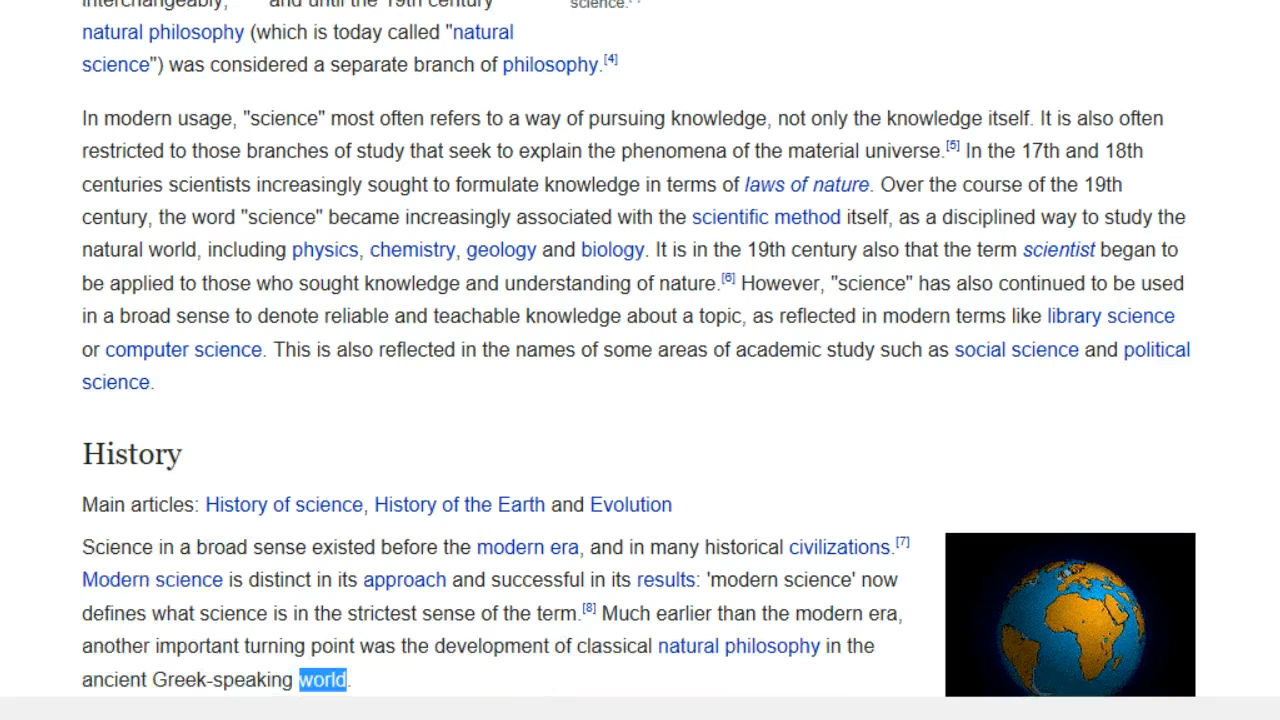 interchangeably, and until the 19th century
science.
natural philosophy (which is today called "natural
science") was considered a separate branch of philosophy.[4]
In modern usage, "science" most often refers to a way of pursuing knowledge, not only the knowledge itself. It is also often
restricted to those branches of study that seek to explain the phenomena of the material universe.[5] In the 17th and 18th
centuries scientists increasingly sought to formulate knowledge in terms of laws of nature. Over the course of the 19th
century, the word "science" became increasingly associated with the scientific method itself, as a disciplined way to study the
natural world, including physics, chemistry, geology and biology. It is in the 19th century also that the term scientist began to
be applied to those who sought knowledge and understanding of nature.[6] However, "science" has also continued to be used
in a broad sense to denote reliable and teachable knowledge about a topic, as reflected in modern terms like library science
or computer science. This is also reflected in the names of some areas of academic study such as social science and political
science.
History
Main articles: History of science, History of the Earth and Evolution
Science in a broad sense existed before the modern era, and in many historical civilizations.[7]
Modern science is distinct in its approach and successful in its results: 'modern science' now
defines what science is in the strictest sense of the term.[8] Much earlier than the modern era,
another important turning point was the development of classical natural philosophy in the
ancient Greek-speaking world.